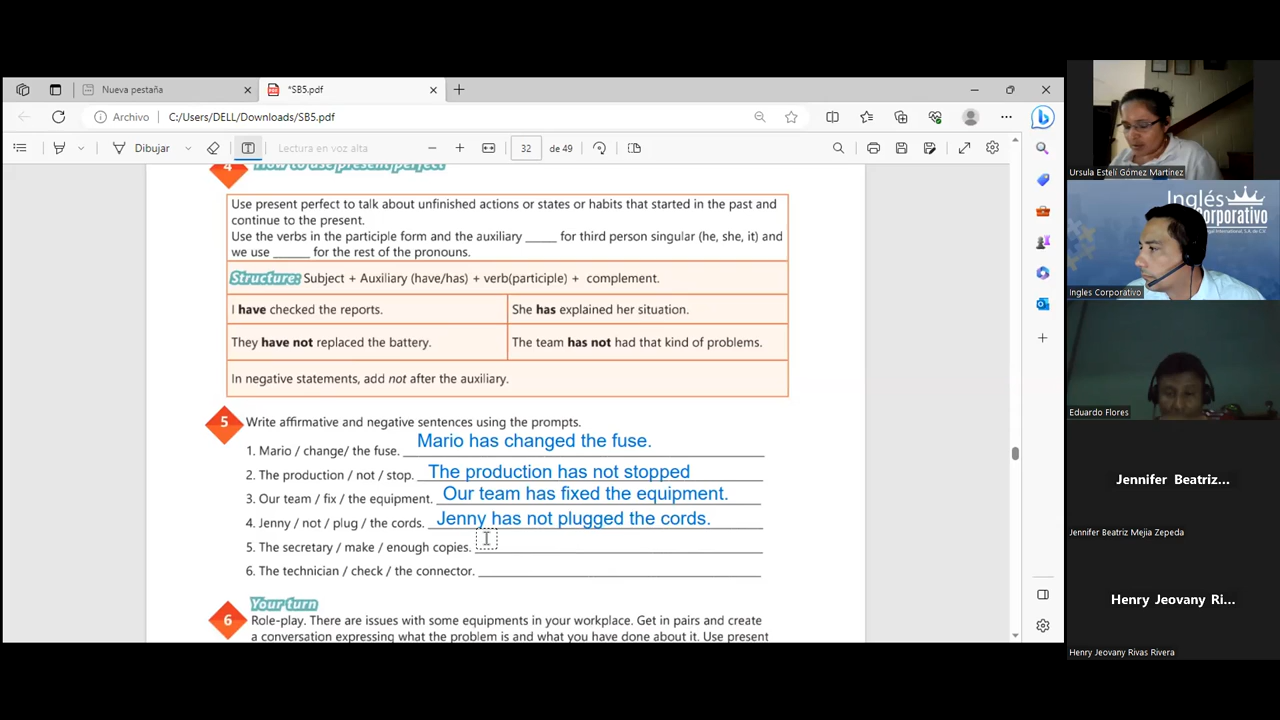 Nueva pestaña
*SB5.pdf
Archivo
C:/Users/DELL/Downloads/SB5.pdf
Dibujar
Lectura en voz alta
32
de 49
4
How to use present perfect
Use present perfect to talk about unfinished actions or states or habits that started in the past and
continue to the present.
Use the verbs in the participle form and the auxiliary _____ for third person singular (he, she, it) and
we use ______ for the rest of the pronouns.
Structure: Subject + Auxiliary (have/has) + verb(participle) + complement.
I have checked the reports.
She has explained her situation.
They have not replaced the battery.
The team has not had that kind of problems.
In negative statements, add not after the auxiliary.
5
Write affirmative and negative sentences using the prompts.
1. Mario / change/ the fuse. Mario has changed the fuse.
2. The production / not / stop. The production has not stopped
3. Our team / fix / the equipment. Our team has fixed the equipment.
4. Jenny / not / plug / the cords. Jenny has not plugged the cords.
5. The secretary / make / enough copies.
6. The technician / check / the connector.
Your turn
6
Role-play. There are issues with some equipments in your workplace. Get in pairs and create
a conversation expressing what the problem is and what you have done about it. Use present
Ursula Estelí Gómez Martinez
Inglés
Corporativo
Ingles Corporativo
Eduardo Flores
Jennifer Beatriz...
Jennifer Beatriz Mejia Zepeda
Henry Jeovany Ri...
Henry Jeovany Rivas Rivera